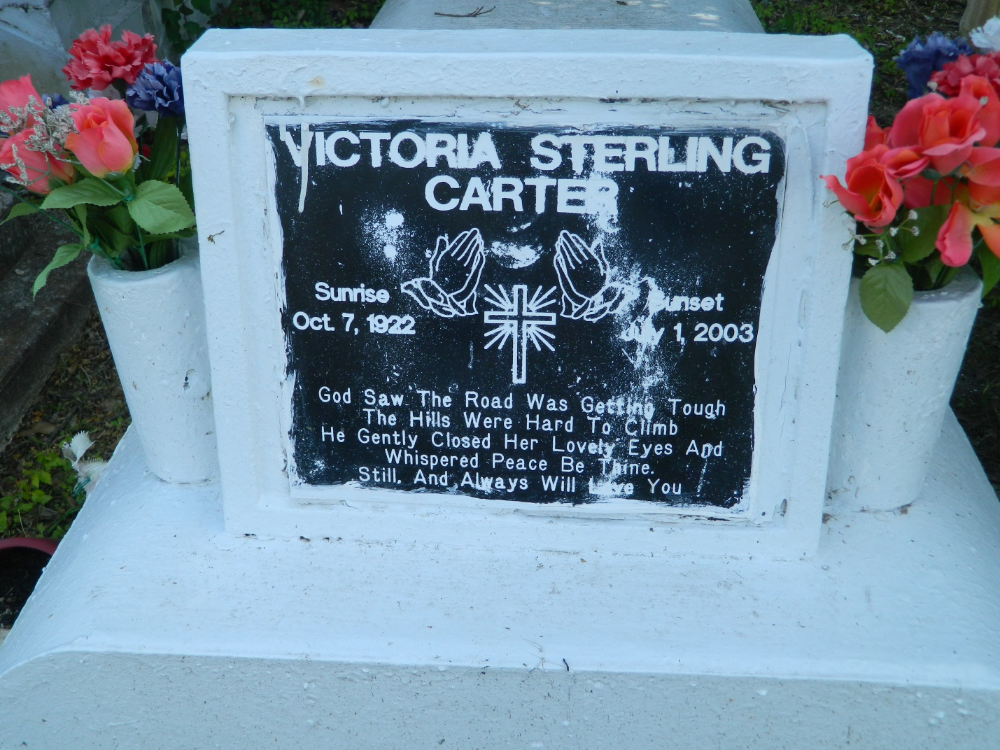 VICTORIA STERLING
CARTER
Sunrise
Oct. 7, 1922
Sunset
July 1, 2003
God Saw The Road Was Getting Tough
The Hills Were Hard To Climb
He Gently Closed Her Lovely Eyes And
Whispered Peace Be Thine.
Still, And Always Will Love You